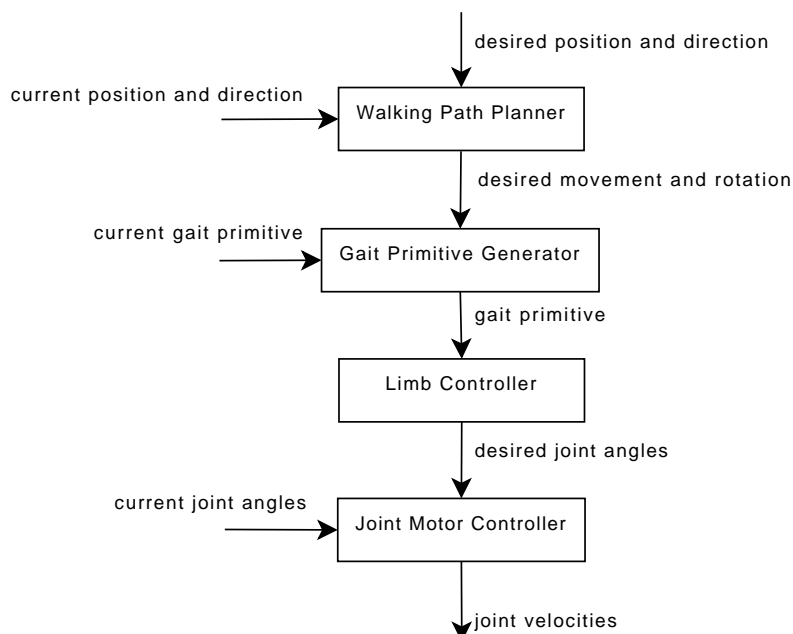 desired position and direction
current position and direction
Walking Path Planner
desired movement and rotation
current gait primitive
Gait Primitive Generator
gait primitive
Limb Controller
desired joint angles
current joint angles
Joint Motor Controller
joint velocities